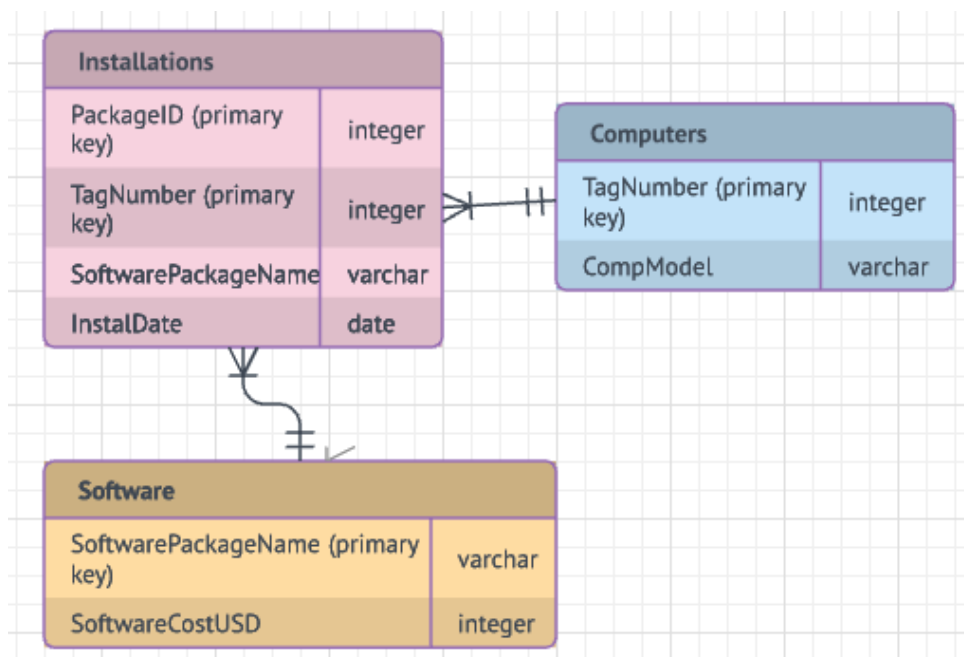 Installations
PackageID (primary
key)
integer
TagNumber (primary
key)
integer
SoftwarePackageName
varchar
InstalDate
date
Computers
TagNumber (primary
key)
integer
CompModel
varchar
Software
SoftwarePackageName (primary
key)
varchar
SoftwareCostUSD
integer